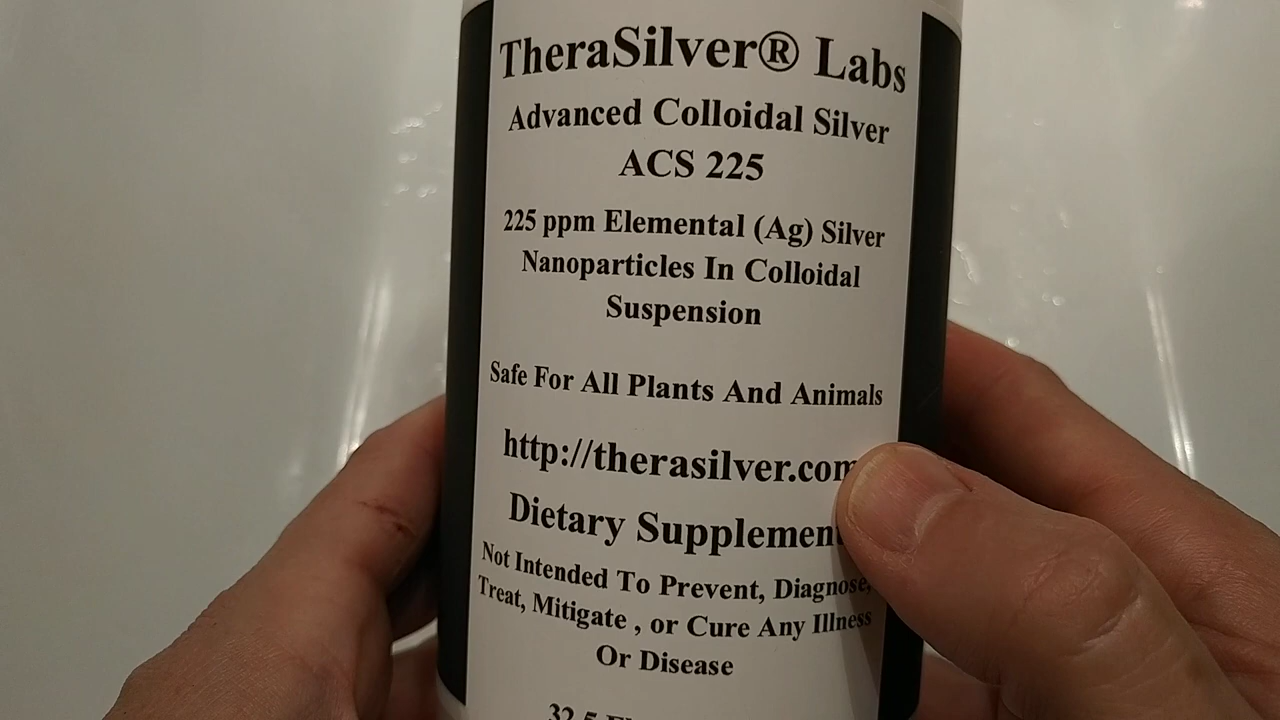 TheraSilver® Labs
Advanced Colloidal Silver
ACS 225
225 ppm Elemental (Ag) Silver
Nanoparticles In Colloidal
Suspension
Safe For All Plants And Animals
http://therasilver.com
Dietary Supplement
Not Intended To Prevent, Diagnose,
Treat, Mitigate , or Cure Any Illness
Or Disease
32.5